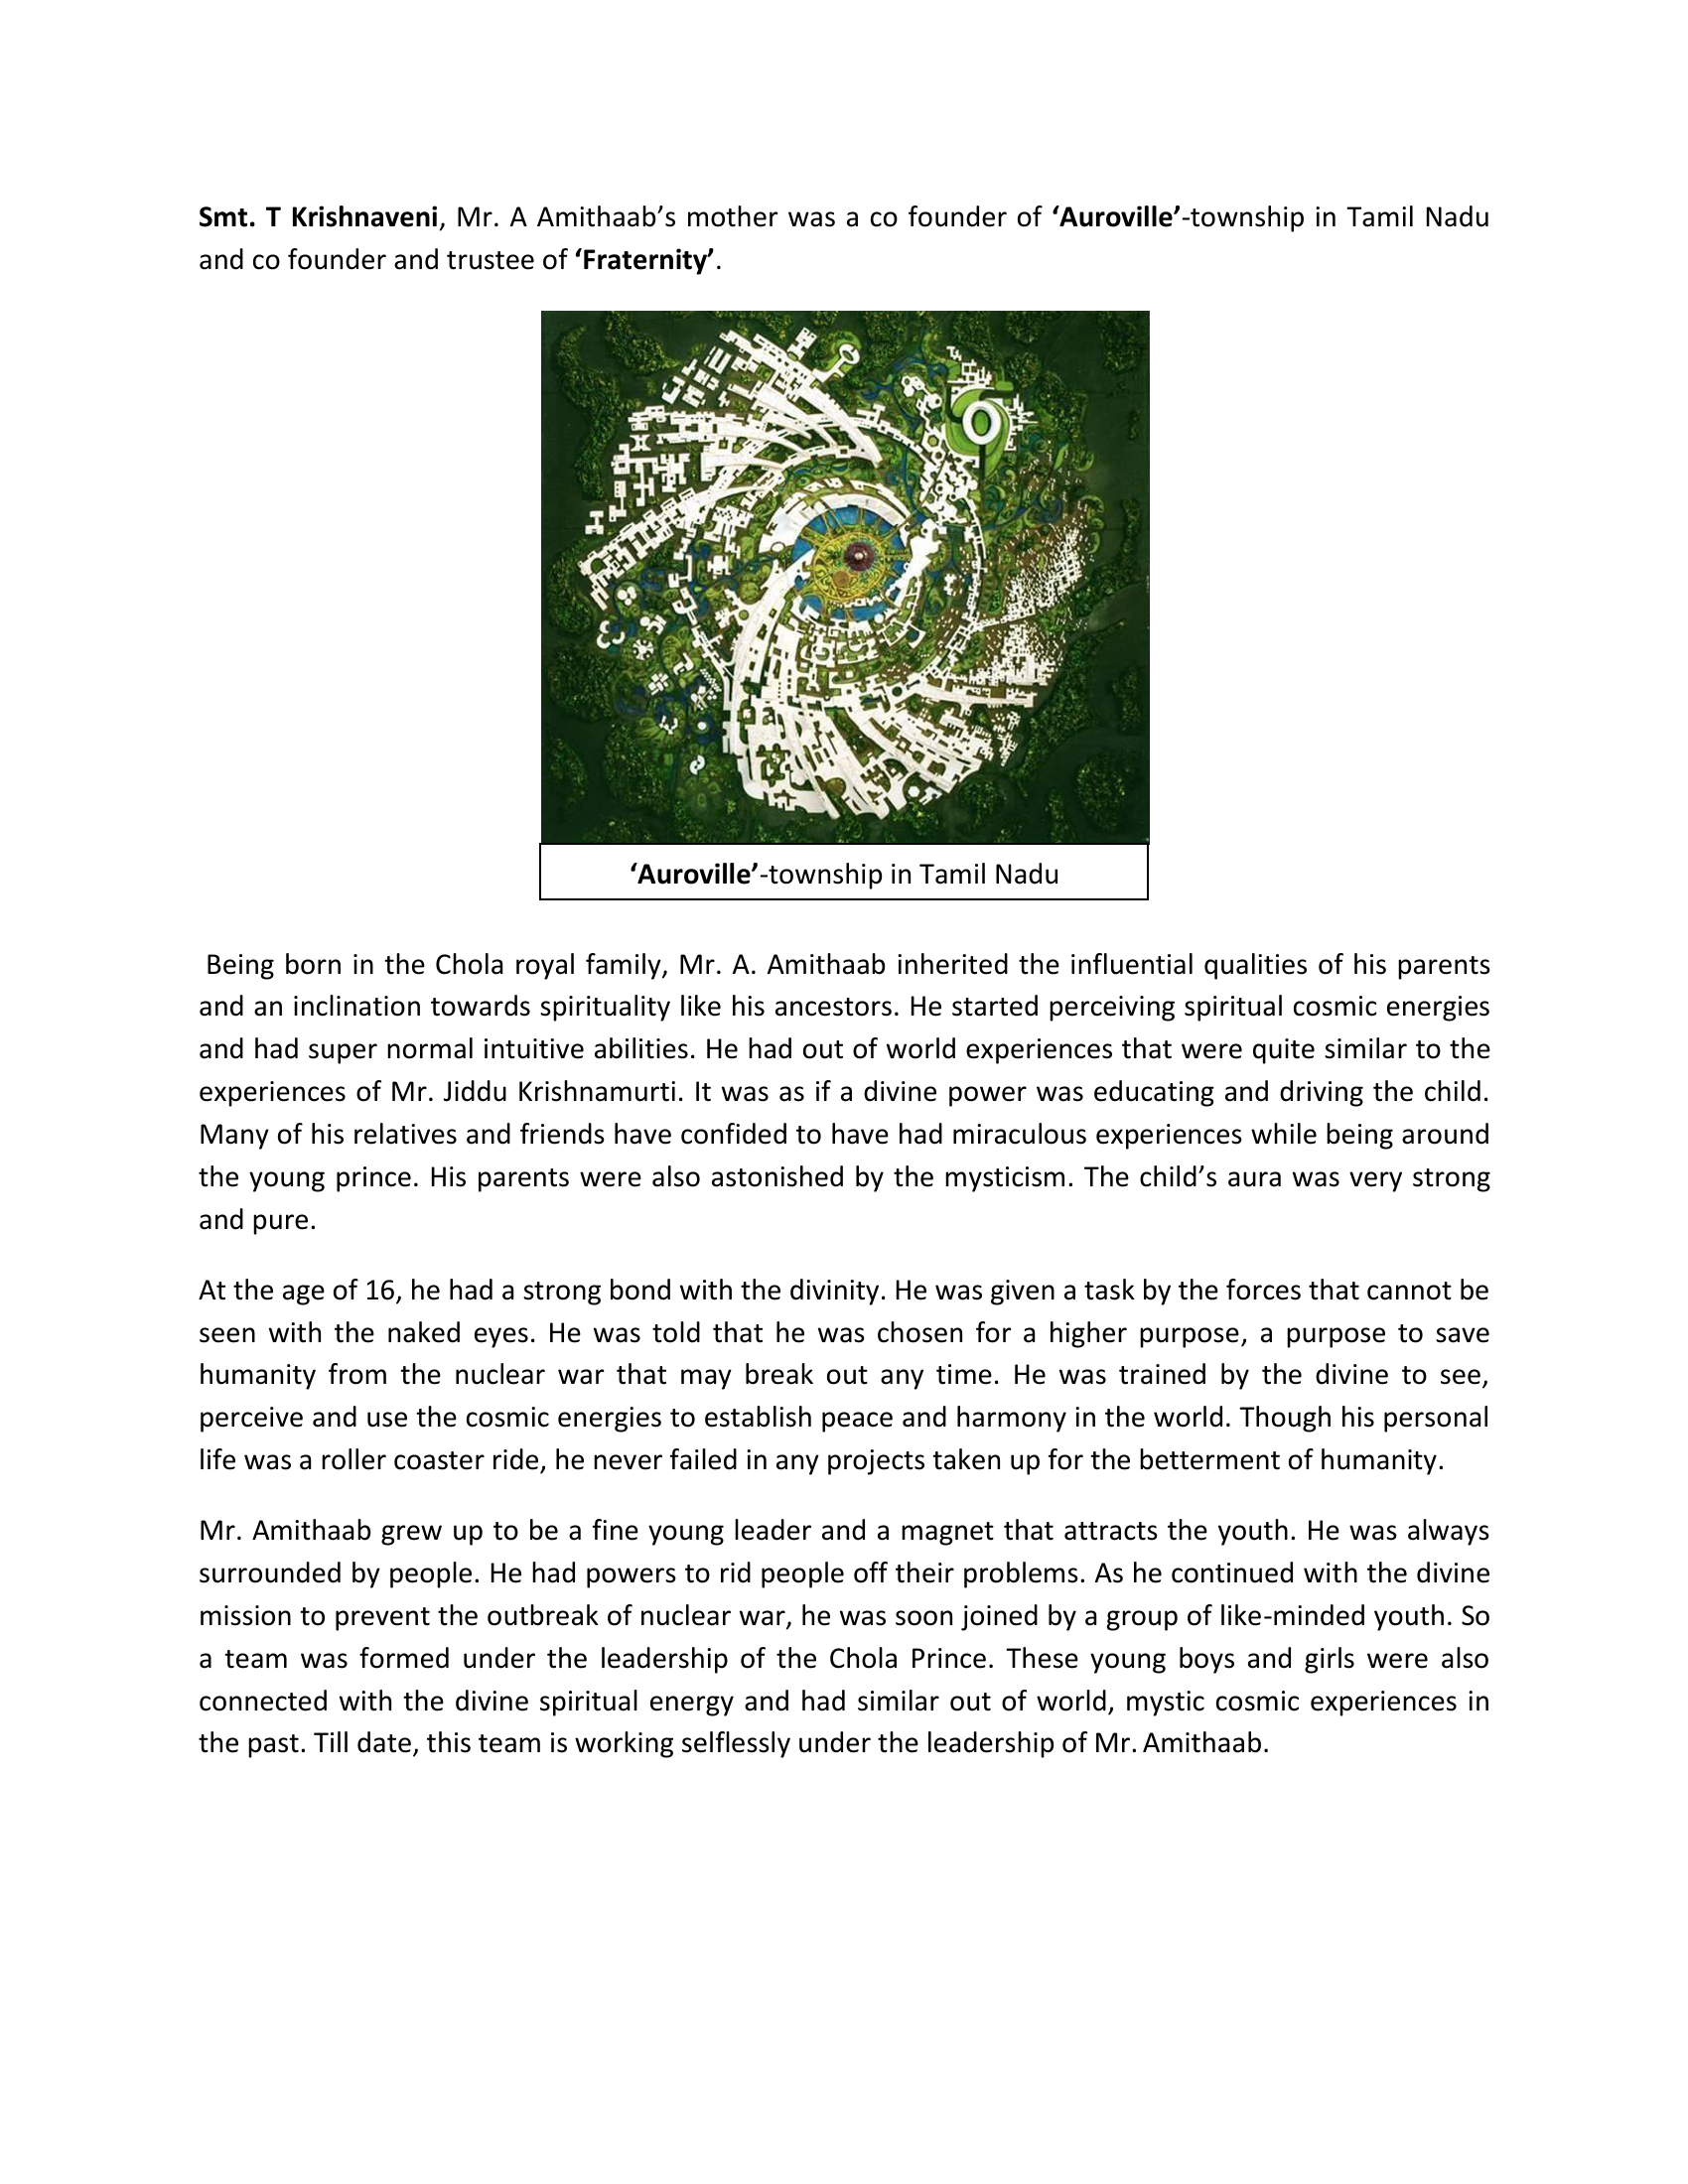 Smt. T Krishnaveni, Mr. A Amithaab’s mother was a co founder of ‘Auroville’-township in Tamil Nadu
and co founder and trustee of ‘Fraternity’.
‘Auroville’-township in Tamil Nadu
Being born in the Chola royal family, Mr. A. Amithaab inherited the influential qualities of his parents
and an inclination towards spirituality like his ancestors. He started perceiving spiritual cosmic energies
and had super normal intuitive abilities. He had out of world experiences that were quite similar to the
experiences of Mr. Jiddu Krishnamurti. It was as if a divine power was educating and driving the child.
Many of his relatives and friends have confided to have had miraculous experiences while being around
the young prince. His parents were also astonished by the mysticism. The child’s aura was very strong
and pure.
At the age of 16, he had a strong bond with the divinity. He was given a task by the forces that cannot be
seen with the naked eyes. He was told that he was chosen for a higher purpose, a purpose to save
humanity from the nuclear war that may break out any time. He was trained by the divine to see,
perceive and use the cosmic energies to establish peace and harmony in the world. Though his personal
life was a roller coaster ride, he never failed in any projects taken up for the betterment of humanity.
Mr. Amithaab grew up to be a fine young leader and a magnet that attracts the youth. He was always
surrounded by people. He had powers to rid people off their problems. As he continued with the divine
mission to prevent the outbreak of nuclear war, he was soon joined by a group of like-minded youth. So
a team was formed under the leadership of the Chola Prince. These young boys and girls were also
connected with the divine spiritual energy and had similar out of world, mystic cosmic experiences in
the past. Till date, this team is working selflessly under the leadership of Mr. Amithaab.